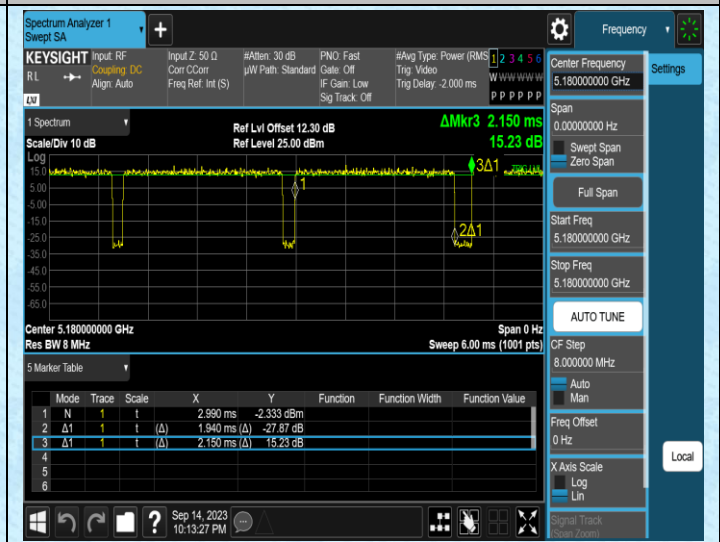 Spectrum Analyzer 1
Swept SA
+
Frequency
KEYSIGHT Input: RF Input Z: 50 Ω #Atten: 30 dB PNO: Fast #Avg Type: Power (RMS 1 2 3 4 5 6
RL Coupling: DC Corr CCorr µW Path: Standard Gate: Off Trig: Video W W W W W W
Align: Auto Freq Ref: Int (S) IF Gain: Low Trig Delay: -2.000 ms
LXI Sig Track: Off P P P P P P
1 Spectrum
Scale/Div 10 dB
Ref Lvl Offset 12.30 dB
Ref Level 25.00 dBm
ΔMkr3 2.150 ms
15.23 dB
Log
15.0
5.00
-5.00
-15.0
-25.0
-35.0
-45.0
-55.0
-65.0
3Δ1
1
2Δ1
Center 5.180000000 GHz Span 0 Hz
Res BW 8 MHz Sweep 6.00 ms (1001 pts)
5 Marker Table
Mode Trace Scale X Y Function Function Width Function Value
1 N 1 t 2.990 ms -2.333 dBm
2 Δ1 1 t (Δ) 1.940 ms (Δ) -27.87 dB
3 Δ1 1 t (Δ) 2.150 ms (Δ) 15.23 dB
4
5
6
?
Sep 14, 2023
10:13:27 PM
Center Frequency
5.180000000 GHz
Span
0.00000000 Hz
Swept Span
Zero Span
Full Span
Start Freq
5.180000000 GHz
Stop Freq
5.180000000 GHz
AUTO TUNE
CF Step
8.000000 MHz
Auto
Man
Freq Offset
0 Hz
X Axis Scale
Log
Lin
Signal Track
(Span Zoom)
Settings
Local